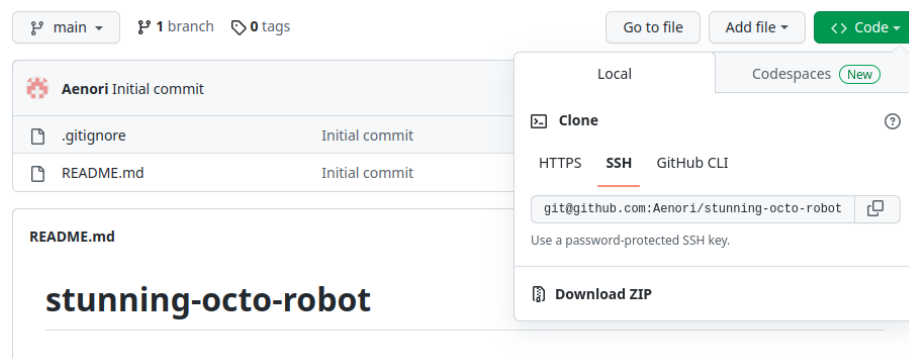 main 1 branch 0 tags Go to file Add file <> Code
Local Codespaces New
Aenori Initial commit
Clone
.gitignore Initial commit
HTTPS SSH GitHub CLI
README.md Initial commit
git@github.com:Aenori/stunning-octo-robot
Use a password-protected SSH key.
README.md
Download ZIP
stunning-octo-robot